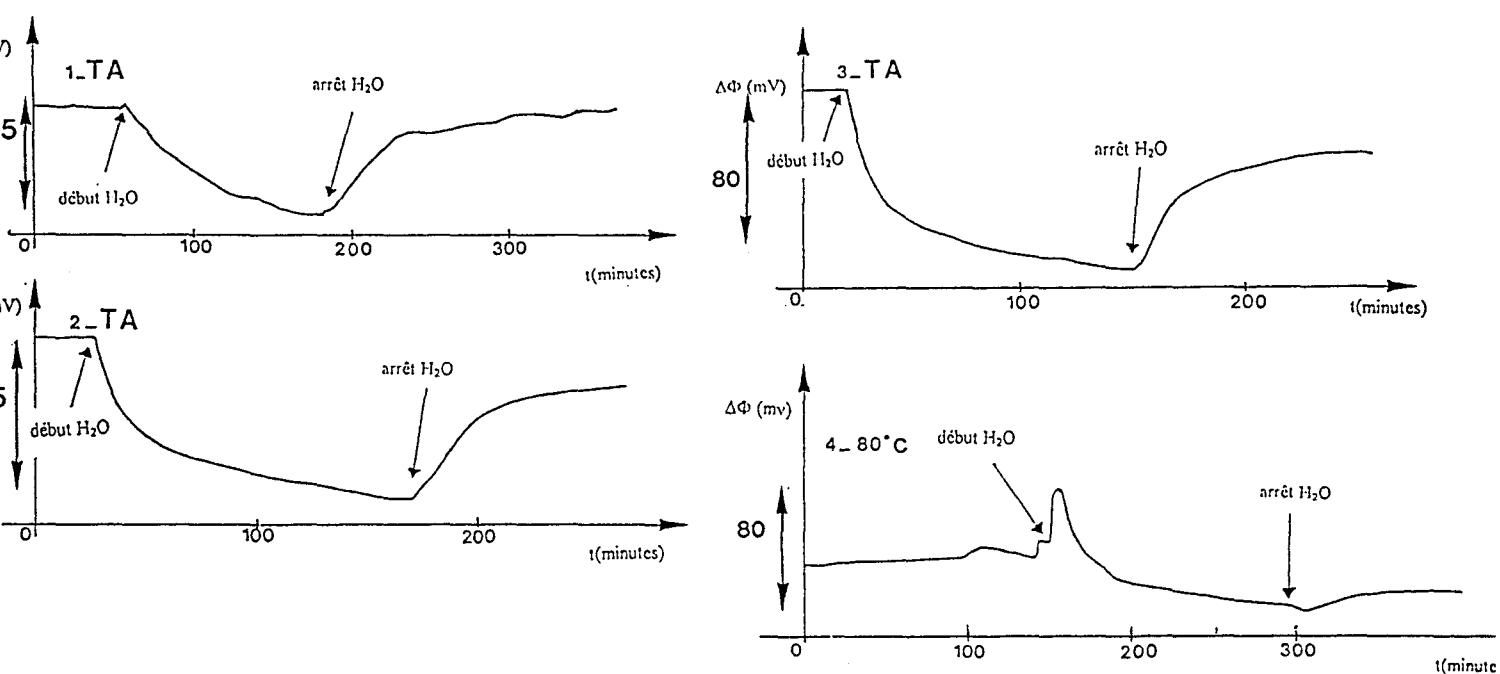 V)
1_TA
arrêt H₂O
5
début H₂O
0
100
200
300
t(minutes)
mV)
2_TA
arrêt H₂O
5
début H₂O
0
100
200
t(minutes)
ΔΦ (mV)
3_TA
début H₂O
arrêt H₂O
80
0.
100
200
t(minutes)
ΔΦ (mv)
4_80°C
début H₂O
arrêt H₂O
80
0
100
200
300
t(minute